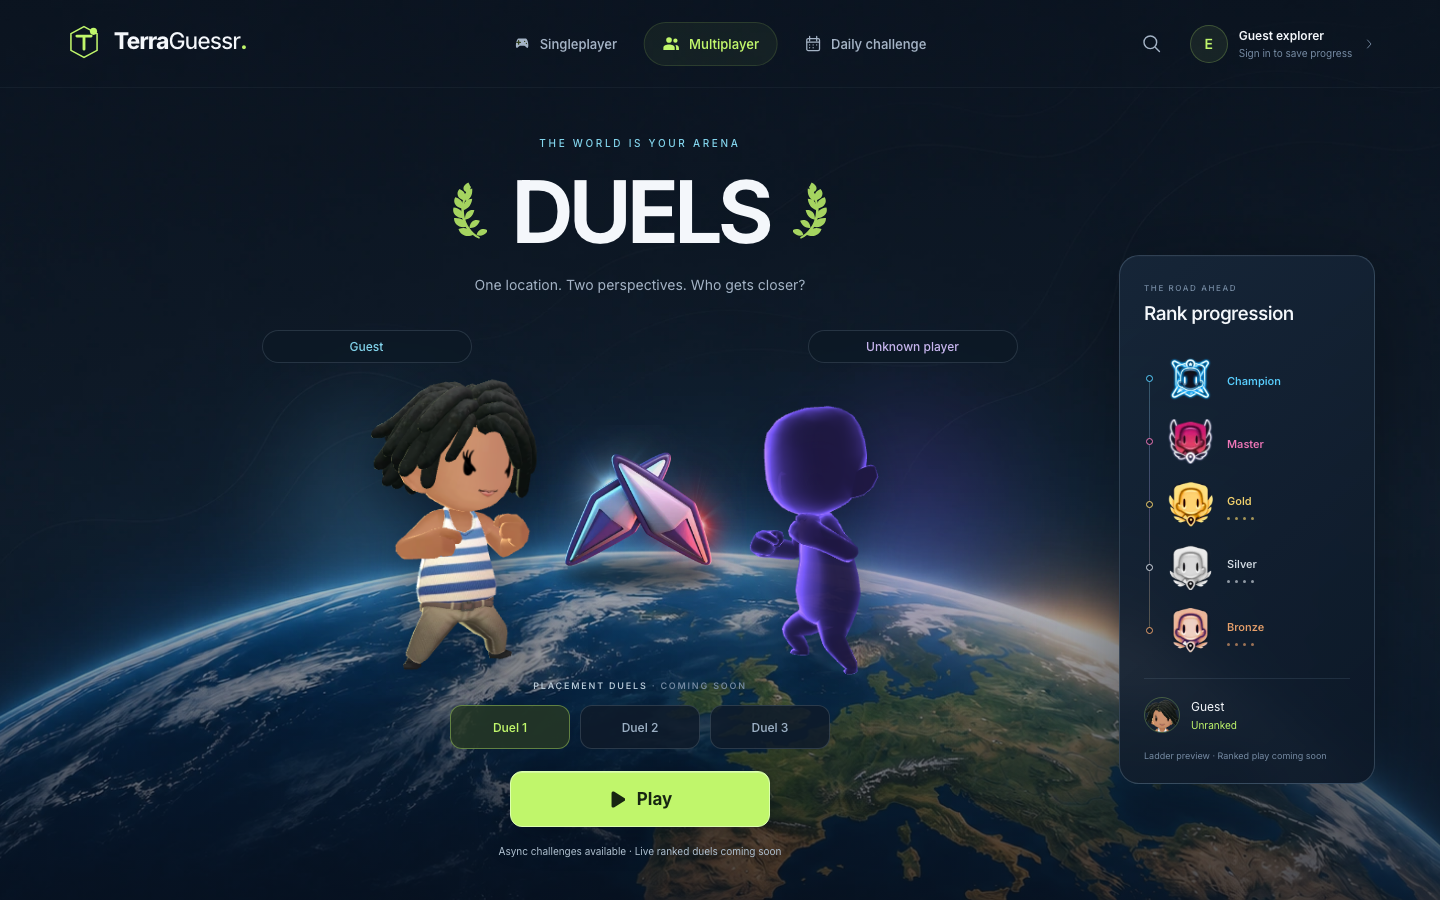 TerraGuessr.
Singleplayer
Multiplayer
Daily challenge
E
Guest explorer
Sign in to save progress
THE WORLD IS YOUR ARENA
DUELS
One location. Two perspectives. Who gets closer?
Guest
Unknown player
THE ROAD AHEAD
Rank progression
Champion
Master
Gold
Silver
Bronze
Guest
Unranked
Ladder preview · Ranked play coming soon
PLACEMENT DUELS · COMING SOON
Duel 1
Duel 2
Duel 3
Play
Async challenges available · Live ranked duels coming soon